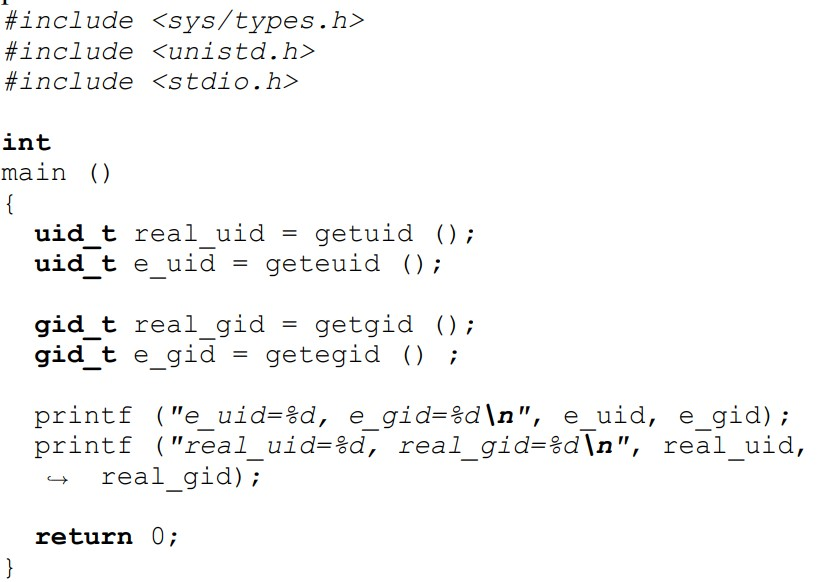 #include <sys/types.h>
#include <unistd.h>
#include <stdio.h>

int
main ()
{
  uid_t real_uid = getuid ();
  uid_t e_uid = geteuid ();

  gid_t real_gid = getgid ();
  gid_t e_gid = getegid () ;

  printf ("e_uid=%d, e_gid=%d\n", e_uid, e_gid);
  printf ("real_uid=%d, real_gid=%d\n", real_uid,
  ↪  real_gid);

  return 0;
}